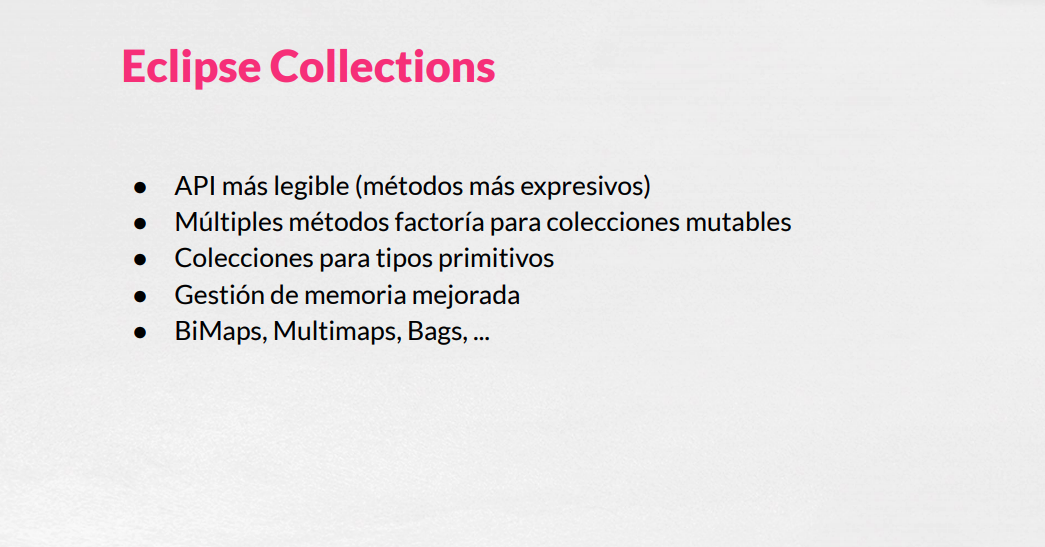 Eclipse Collections
● API más legible (métodos más expresivos)
● Múltiples métodos factoría para colecciones mutables
● Colecciones para tipos primitivos
● Gestión de memoria mejorada
● BiMaps, Multimaps, Bags, ...